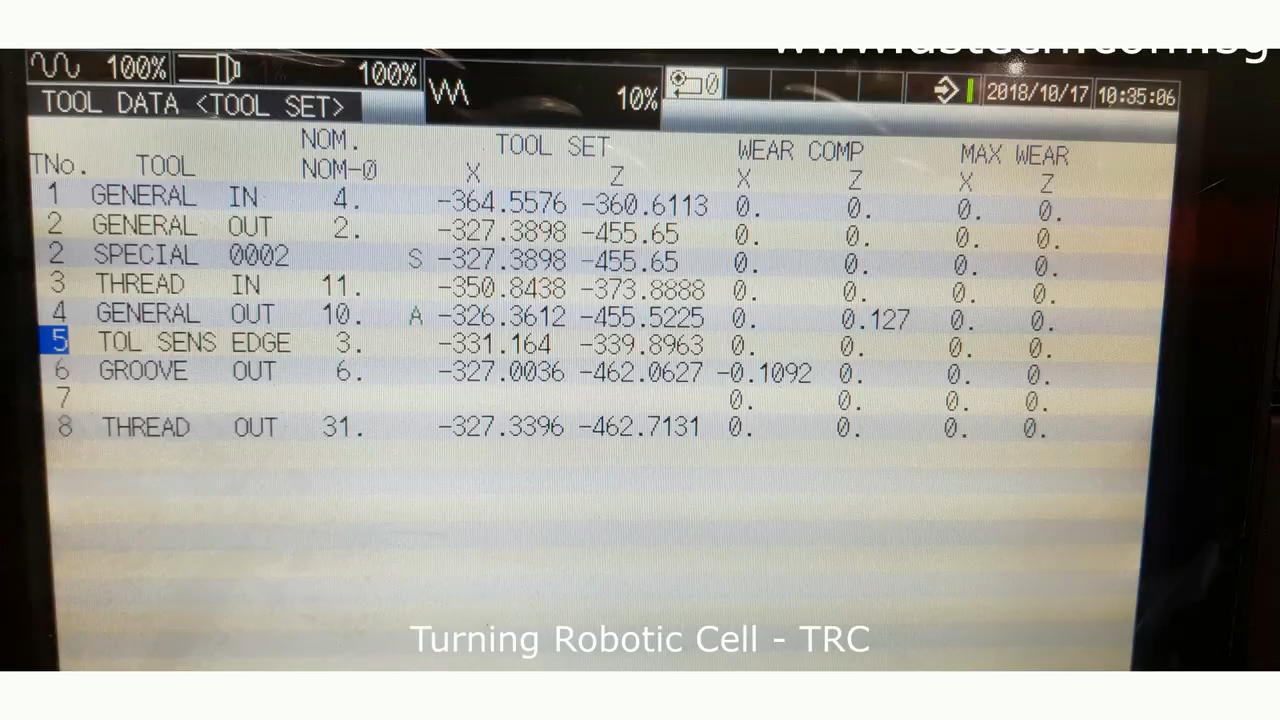 100% 100% 10% 0 2018/10/17 10:35:06
TOOL DATA <TOOL SET>
NOM. TOOL SET WEAR COMP MAX WEAR
TNo. TOOL NOM-0 X Z X Z X Z
1 GENERAL IN 4. -364.5576 -360.6113 0. 0. 0. 0.
2 GENERAL OUT 2. -327.3898 -455.65 0. 0. 0. 0.
2 SPECIAL 0002 S -327.3898 -455.65 0. 0. 0. 0.
3 THREAD IN 11. -350.8438 -373.8888 0. 0. 0. 0.
4 GENERAL OUT 10. A -326.3612 -455.5225 0. 0.127 0. 0.
5 TOL SENS EDGE 3. -331.164 -339.8963 0. 0. 0. 0.
6 GROOVE OUT 6. -327.0036 -462.0627 -0.1092 0. 0. 0.
7 0. 0. 0. 0.
8 THREAD OUT 31. -327.3396 -462.7131 0. 0. 0. 0.
Turning Robotic Cell - TRC